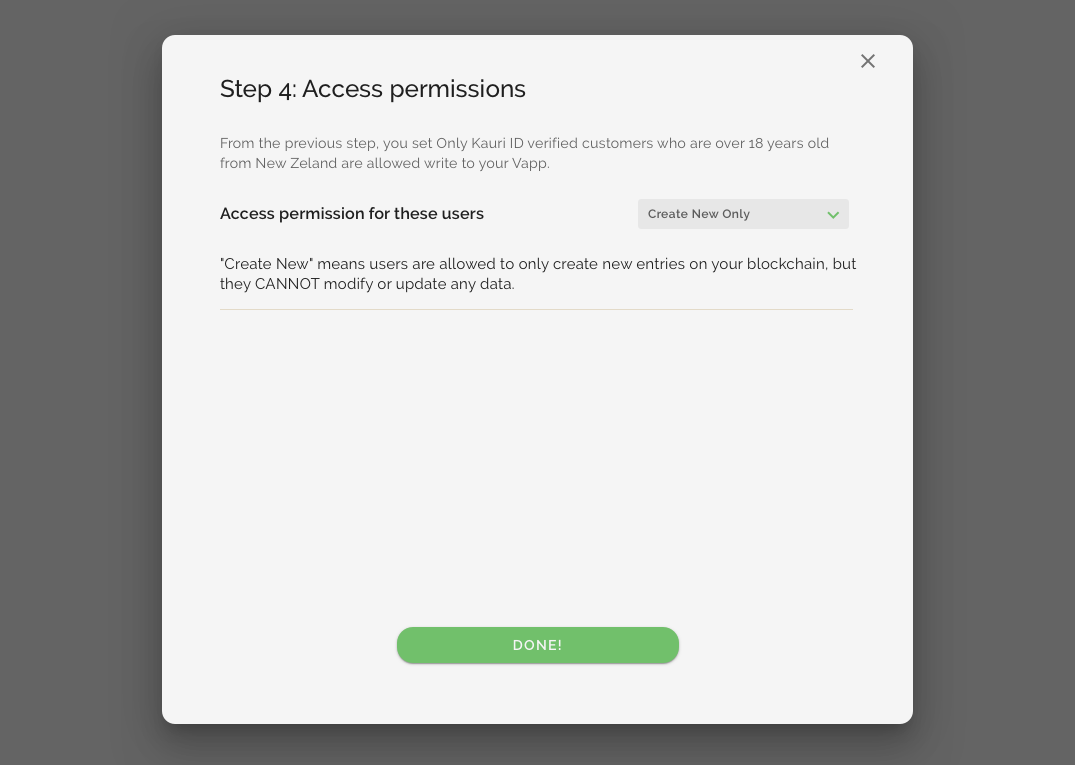 Step 4: Access permissions
From the previous step, you set Only Kauri ID verified customers who are over 18 years old
from New Zeland are allowed write to your Vapp.
Access permission for these users
Create New Only
"Create New" means users are allowed to only create new entries on your blockchain, but
they CANNOT modify or update any data.
DONE!